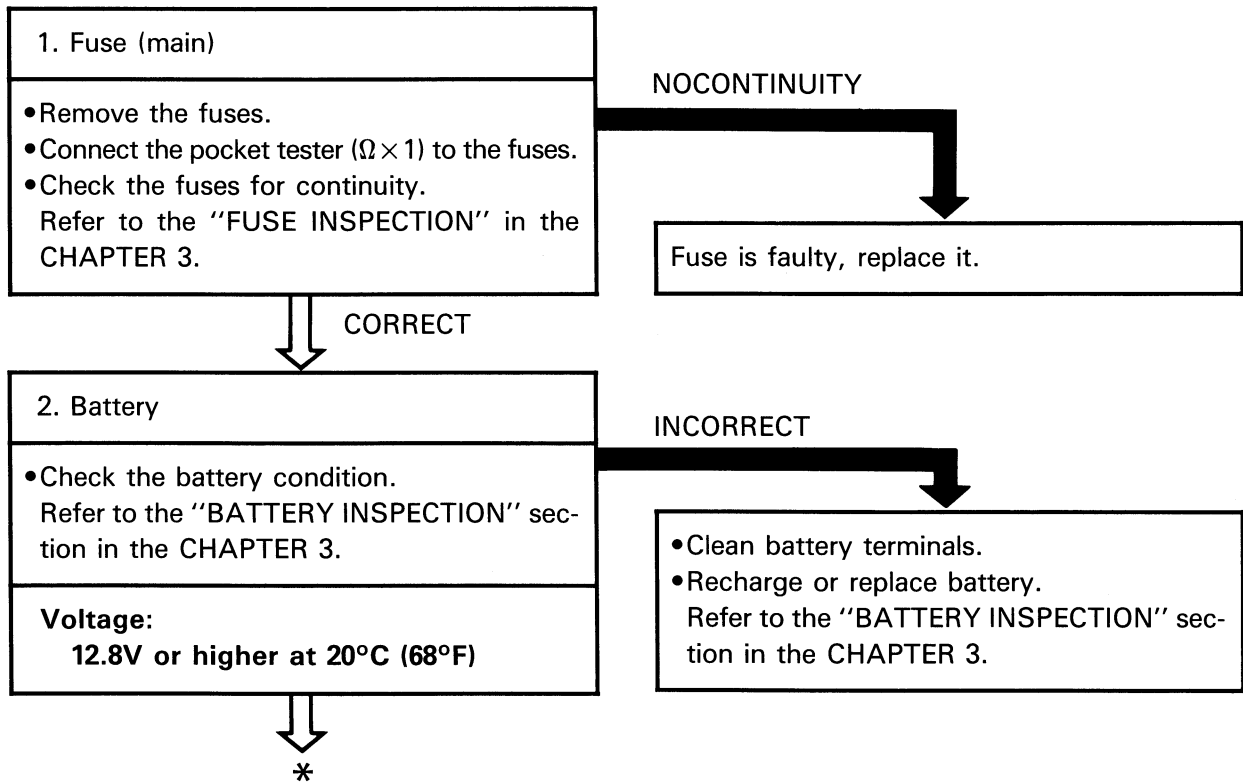 1. Fuse (main)
•Remove the fuses.
•Connect the pocket tester (Ω×1) to the fuses.
•Check the fuses for continuity.
Refer to the ‘‘FUSE INSPECTION’’ in the
CHAPTER 3.
NOCONTINUITY
Fuse is faulty, replace it.
CORRECT
2. Battery
•Check the battery condition.
Refer to the ‘‘BATTERY INSPECTION’’ sec-
tion in the CHAPTER 3.
Voltage:
12.8V or higher at 20°C (68°F)
INCORRECT
•Clean battery terminals.
•Recharge or replace battery.
Refer to the ‘‘BATTERY INSPECTION’’ sec-
tion in the CHAPTER 3.
*